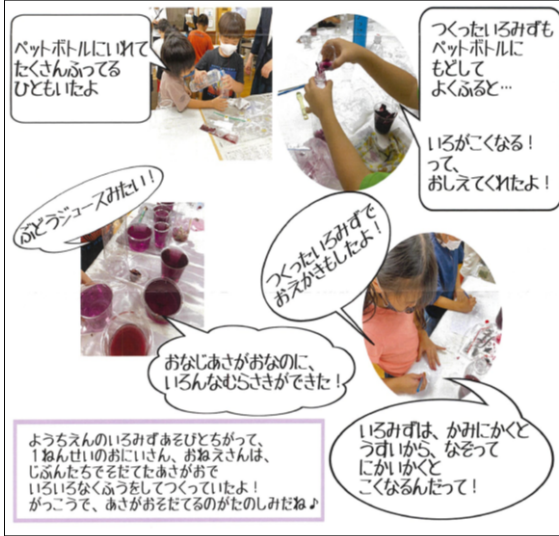 ペットボトルにいれて
たくさんふってる
ひともいたよ
つくったいろみずも
ペットボトルに
もどして
よくふると…
いろがこくなる!
って、
おしえてくれたよ!
ぶどうジュースみたい!
つくったいろみずで
おえかきもしたよ!
おなじあさがおなのに、
いろんなむらさきができた!
いろみずは、かみにかくと
うすいから、なぞって
にかいかくと
こくなるんだって!
ようちえんのいろみずあそびとちがって、
1ねんせいのおにいさん、おねえさんは、
じぶんたちでそだてたあさがおで
いろいろなくふうをしてつくっていたよ!
がっこうで、あさがおそだてるのがたのしみだね♪